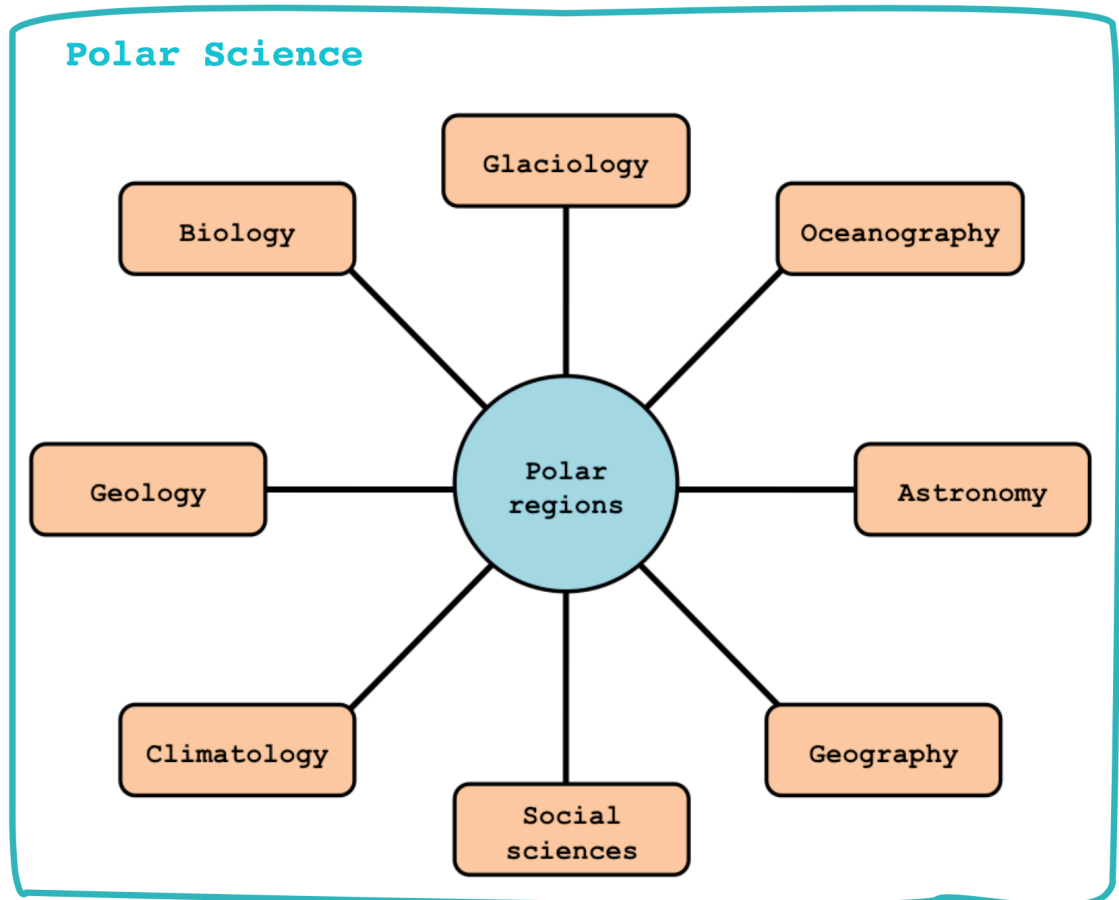 Polar Science
Glaciology
Biology
Oceanography
Polar
regions
Geology
Astronomy
Climatology
Geography
Social
sciences